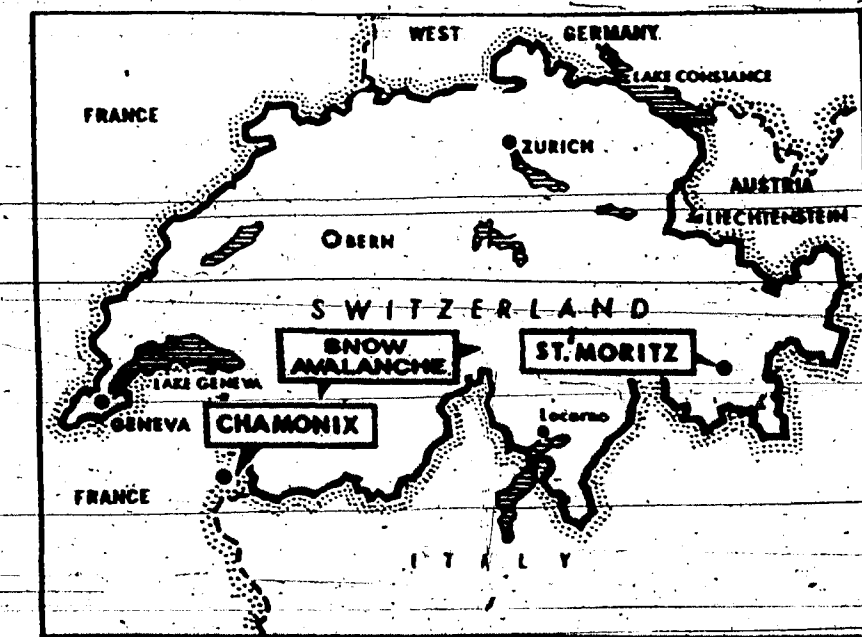 WEST GERMANY
LAKE CONSTANCE
FRANCE
ZURICH
AUSTRIA
LIECHTENSTEIN
BERN
SWITZERLAND
SNOW
AVALANCHE
ST. MORITZ
LAKE GENEVA
Locarno
GENEVA
CHAMONIX
FRANCE
ITALY